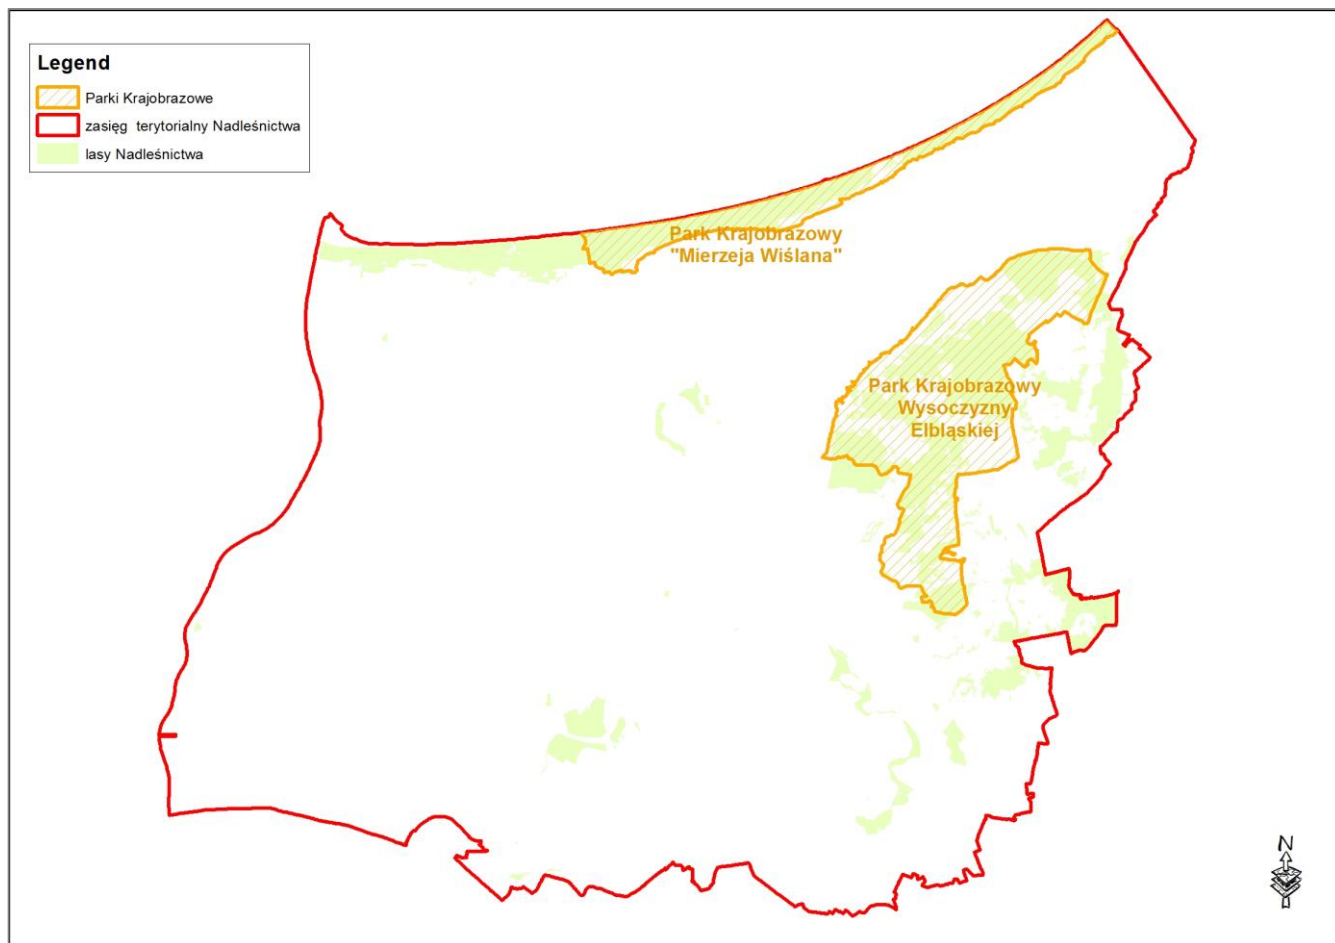 Legend
Parki Krajobrazowe
zasięg terytorialny Nadleśnictwa
lasy Nadleśnictwa
Park Krajobrazowy
"Mierzeja Wiślana"
Park Krajobrazowy
Wysoczyzny
Elbląskiej
N